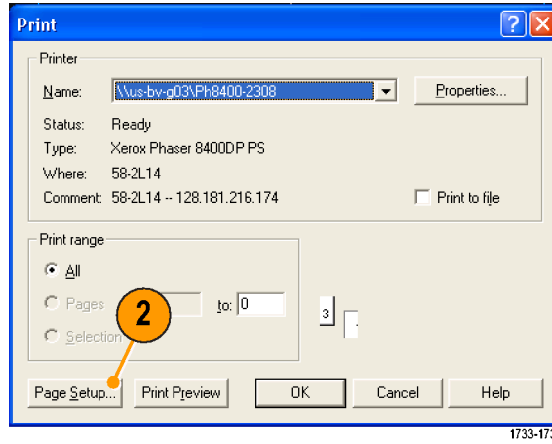 Print
Printer
Name: \\us-bv-g03\Ph8400-2308 Properties...
Status: Ready
Type: Xerox Phaser 8400DP PS
Where: 58-2L14
Comment: 58-2L14 -- 128.181.216.174 Print to file
Print range
All
Pages to: 0
3
Selection
2
Page Setup... Print Preview OK Cancel Help